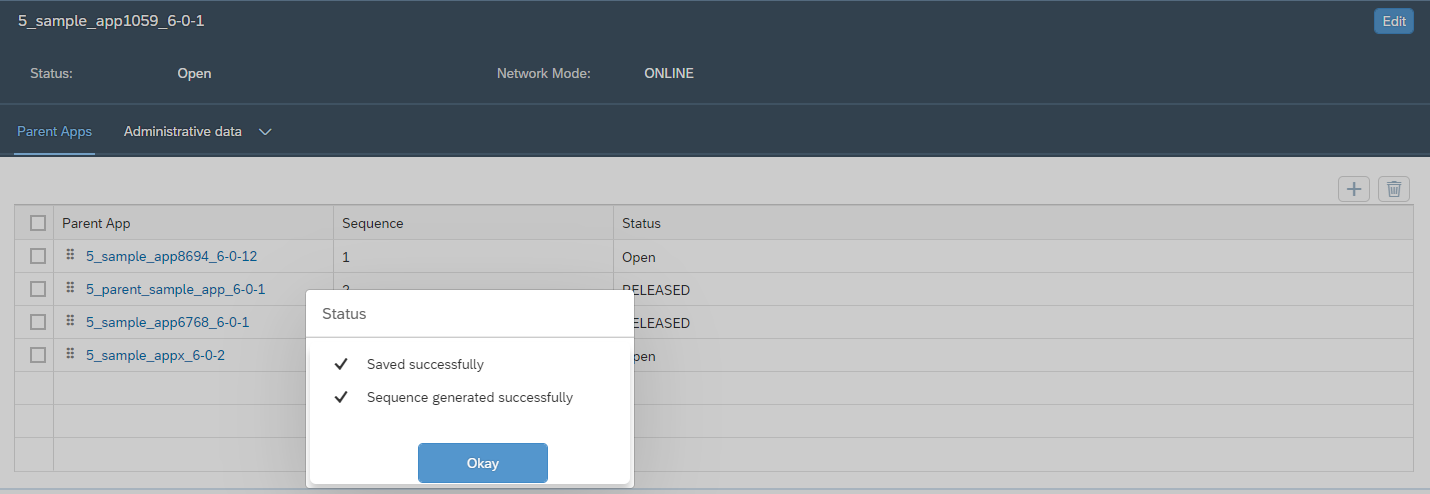 5_sample_app1059_6-0-1 Edit
Status: Open Network Mode: ONLINE
Parent Apps Administrative data
Parent App Sequence Status
5_sample_app8694_6-0-12 1 Open
5_parent_sample_app_6-0-1 RELEASED
5_sample_app6768_6-0-1
5_sample_appx_6-0-2
Status
Saved successfully
Sequence generated successfully
Okay